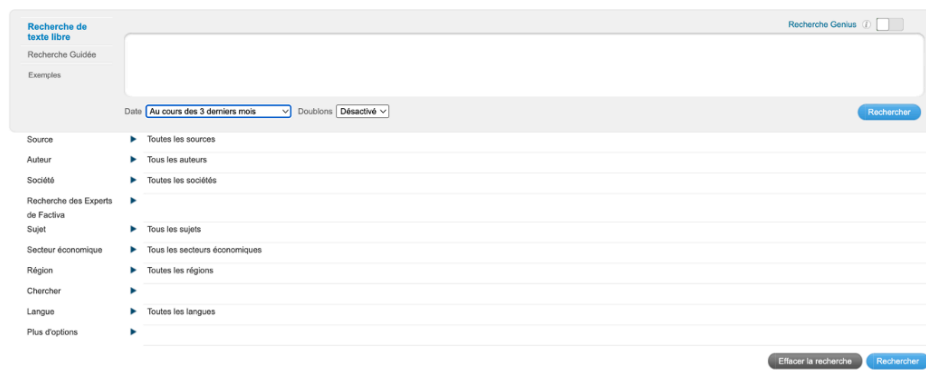 Recherche de
texte libre
Recherche Genius
Recherche Guidée
Exemples
Date Au cours des 3 derniers mois Doublons Désactivé
Rechercher
Source Toutes les sources
Auteur Tous les auteurs
Société Toutes les sociétés
Recherche des Experts
de Factiva
Sujet Tous les sujets
Secteur économique Tous les secteurs économiques
Région Toutes les régions
Chercher
Langue Toutes les langues
Plus d'options
Effacer la recherche Rechercher